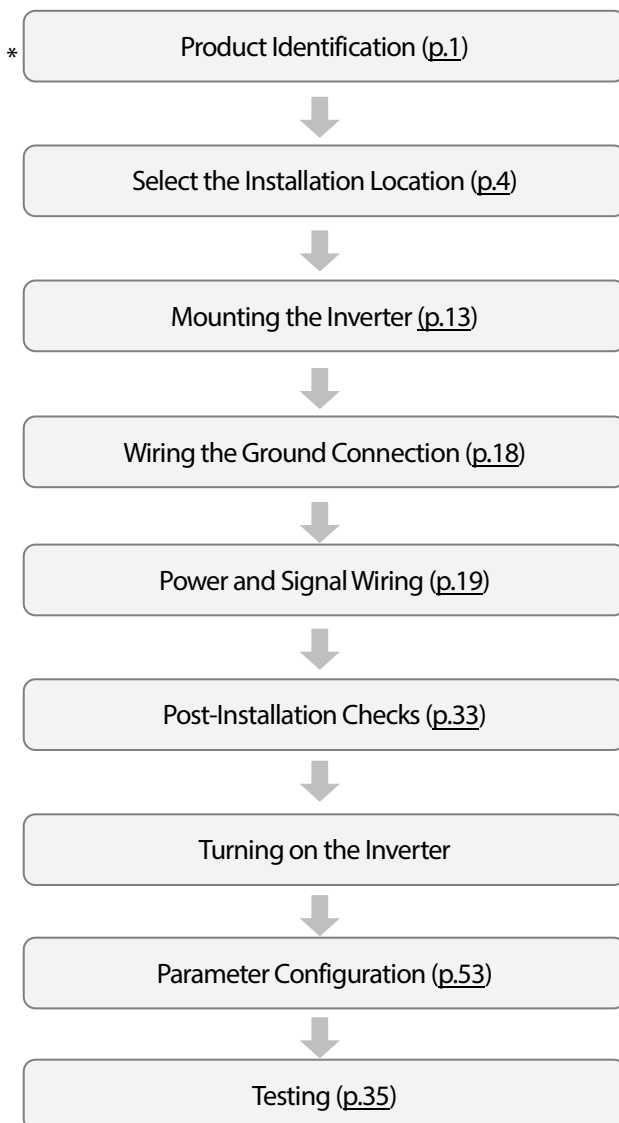 * Product Identification (p.1)
Select the Installation Location (p.4)
Mounting the Inverter (p.13)
Wiring the Ground Connection (p.18)
Power and Signal Wiring (p.19)
Post-Installation Checks (p.33)
Turning on the Inverter
Parameter Configuration (p.53)
Testing (p.35)